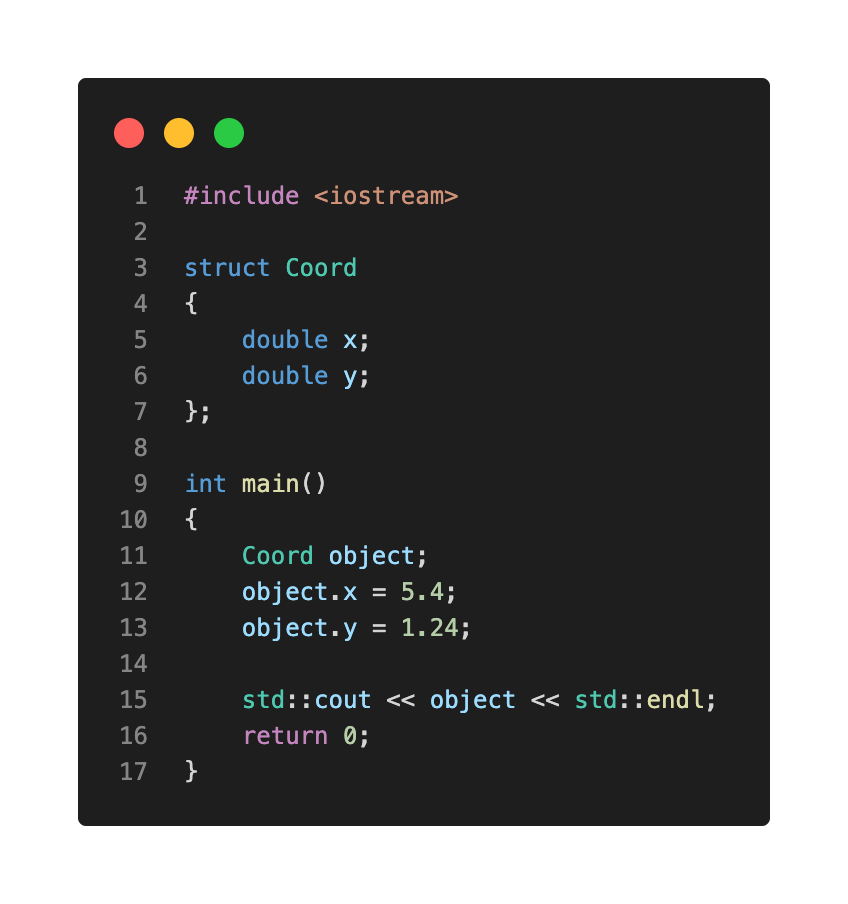 1 #include <iostream>
2
3 struct Coord
4 {
5     double x;
6     double y;
7 };
8
9 int main()
10 {
11     Coord object;
12     object.x = 5.4;
13     object.y = 1.24;
14
15     std::cout << object << std::endl;
16     return 0;
17 }